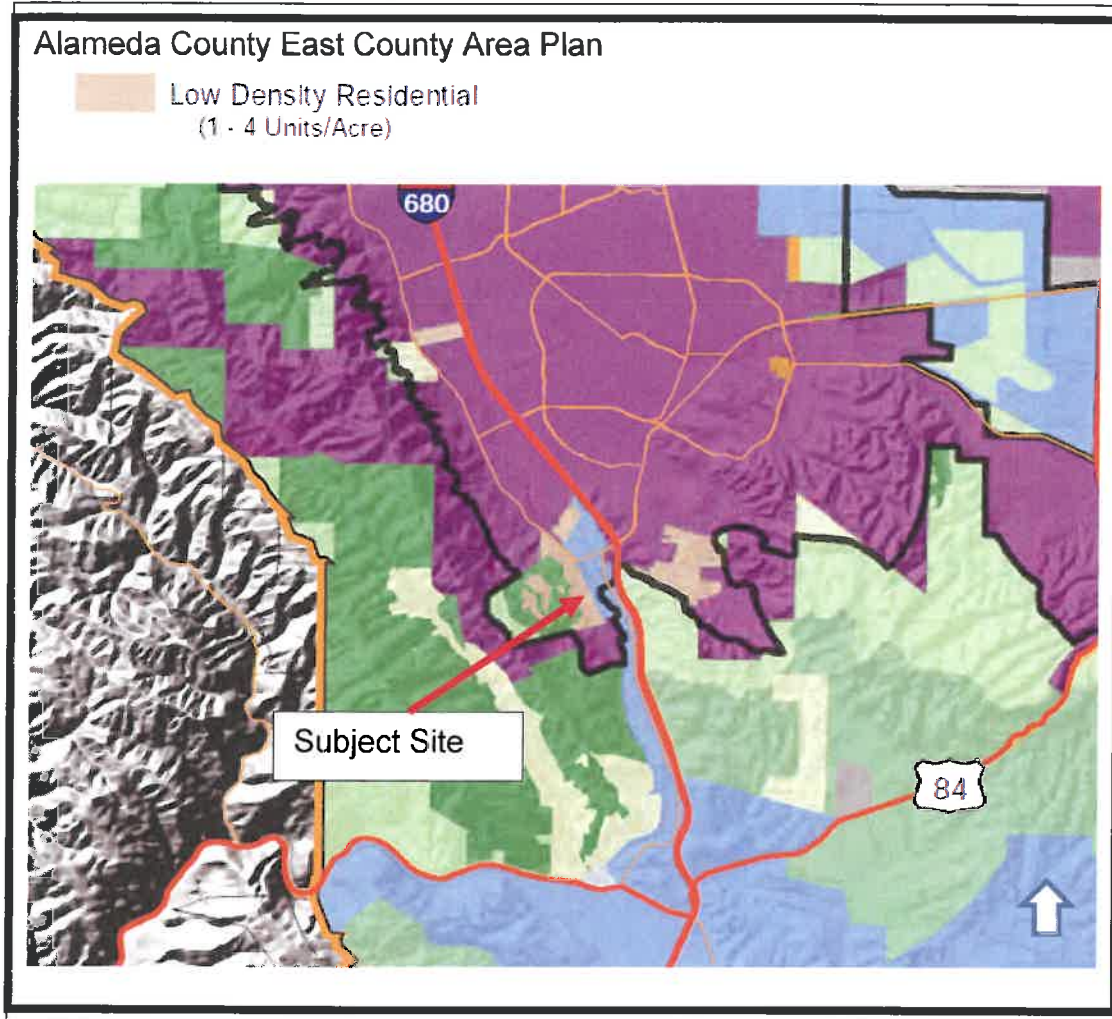 Alameda County East County Area Plan
Low Density Residential
(1 - 4 Units/Acre)
680
Subject Site
84